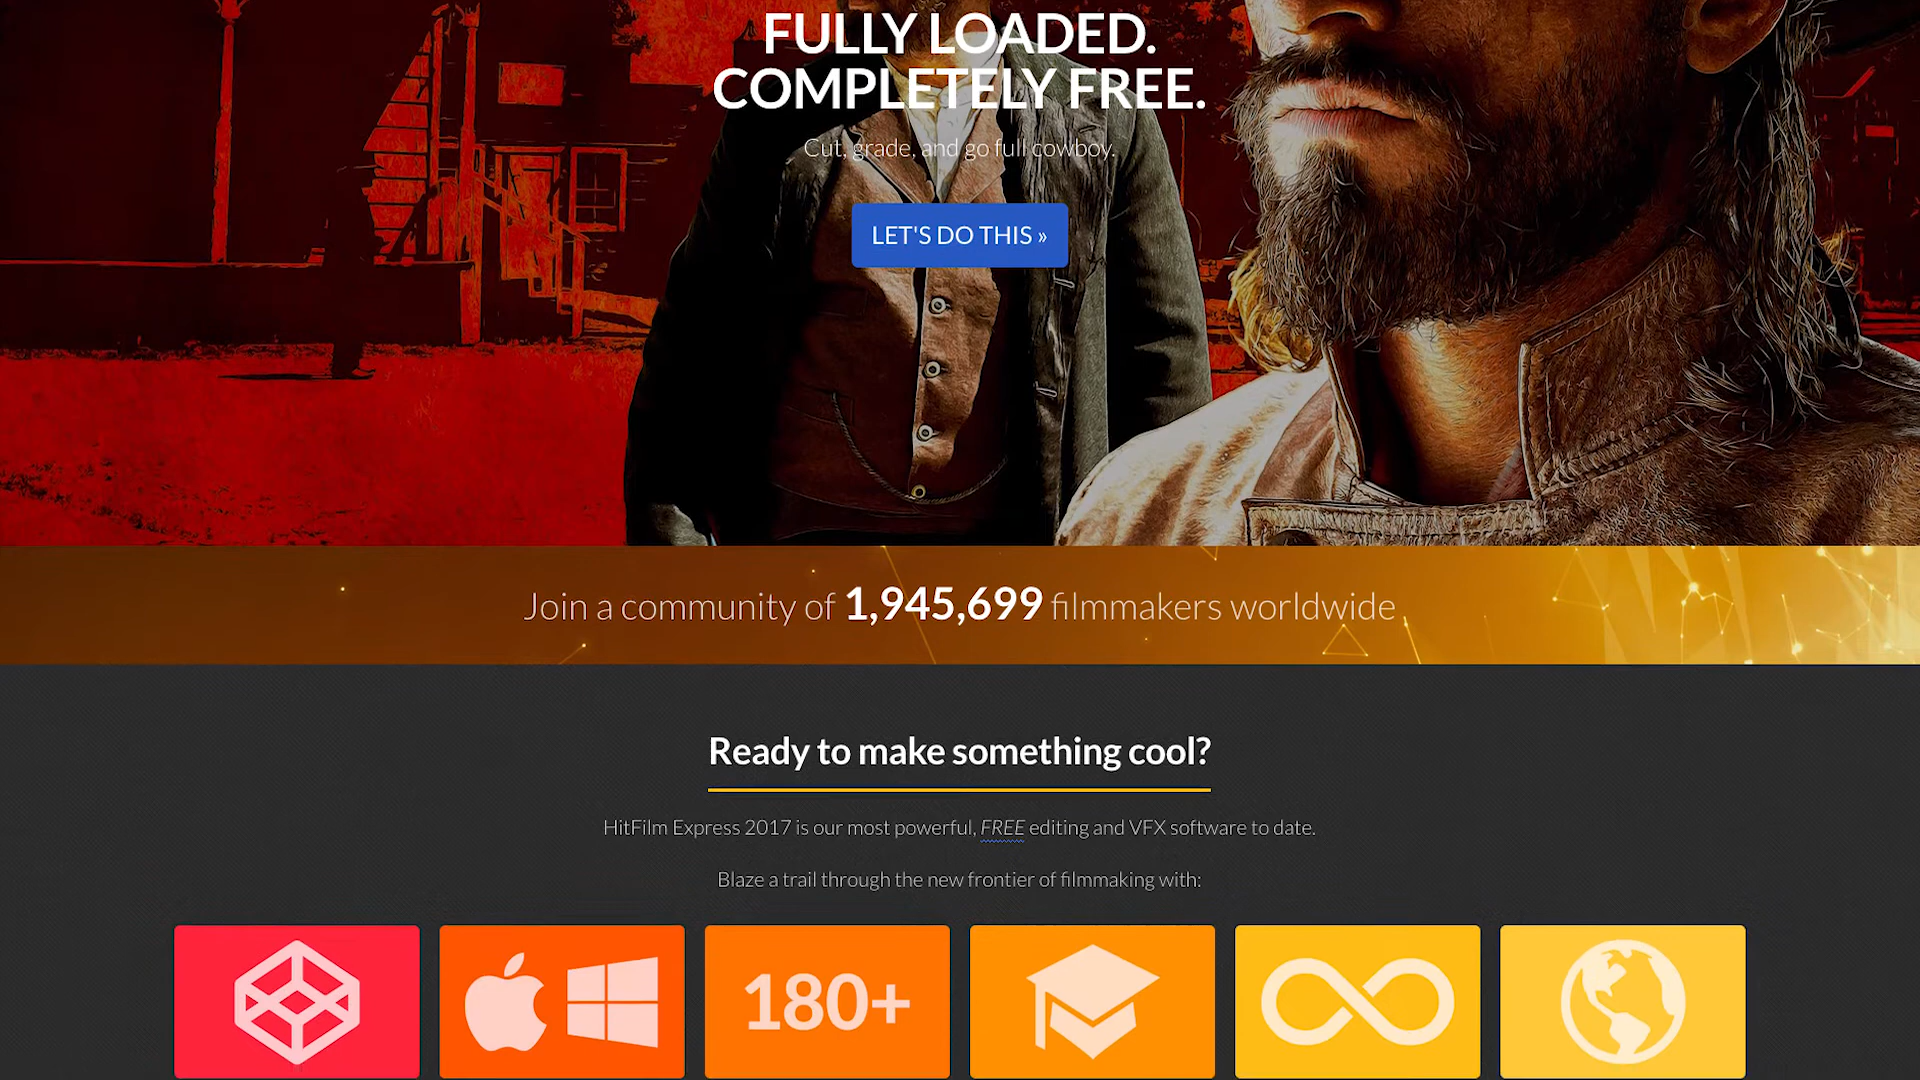 FULLY LOADED.
COMPLETELY FREE.
Cut, grade, and go full cowboy.
LET'S DO THIS »
Join a community of 1,945,699 filmmakers worldwide
Ready to make something cool?
HitFilm Express 2017 is our most powerful, FREE editing and VFX software to date.
Blaze a trail through the new frontier of filmmaking with:
180+